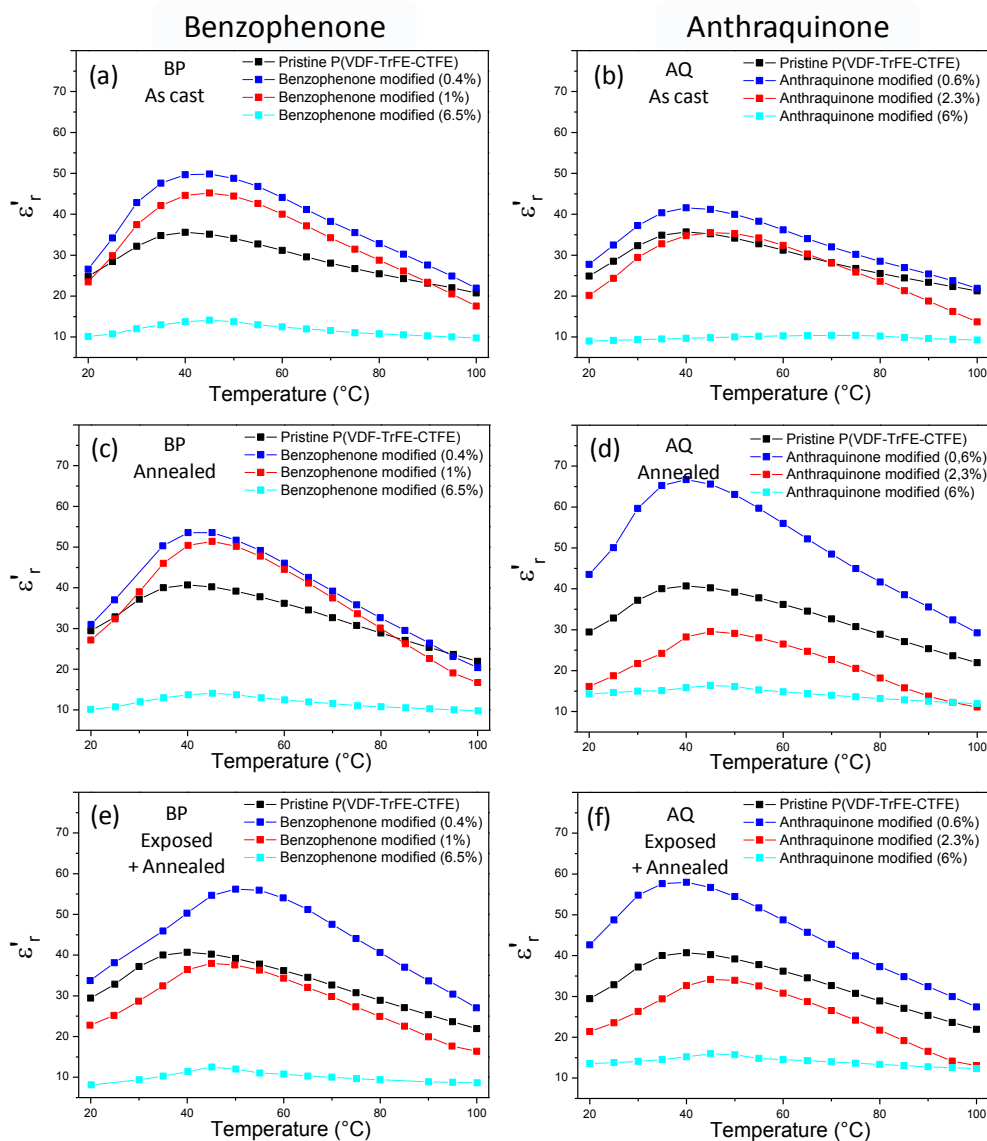 Benzophenone
Anthraquinone
(a)
BP
As cast
Pristine P(VDF-TrFE-CTFE)
Benzophenone modified (0.4%)
Benzophenone modified (1%)
Benzophenone modified (6.5%)
70
60
50
40
30
20
10
ε'r
20
40
60
80
100
Temperature (°C)
(b)
AQ
As cast
Pristine P(VDF-TrFE-CTFE)
Anthraquinone modified (0.6%)
Anthraquinone modified (2.3%)
Anthraquinone modified (6%)
70
60
50
40
30
20
10
ε'r
20
40
60
80
100
Temperature (°C)
(c)
BP
Annealed
Pristine P(VDF-TrFE-CTFE)
Benzophenone modified (0.4%)
Benzophenone modified (1%)
Benzophenone modified (6.5%)
70
60
50
40
30
20
10
ε'r
20
40
60
80
100
Temperature (°C)
(d)
AQ
Annealed
Pristine P(VDF-TrFE-CTFE)
Anthraquinone modified (0,6%)
Anthraquinone modified (2,3%)
Anthraquinone modified (6%)
70
60
50
40
30
20
10
ε'r
20
40
60
80
100
Temperature (°C)
(e)
BP
Exposed
+ Annealed
Pristine P(VDF-TrFE-CTFE)
Benzophenone modified (0.4%)
Benzophenone modified (1%)
Benzophenone modified (6.5%)
70
60
50
40
30
20
10
ε'r
20
40
60
80
100
Temperature (°C)
(f)
AQ
Exposed
+ Annealed
Pristine P(VDF-TrFE-CTFE)
Anthraquinone modified (0.6%)
Anthraquinone modified (2.3%)
Anthraquinone modified (6%)
70
60
50
40
30
20
10
ε'r
20
40
60
80
100
Temperature (°C)